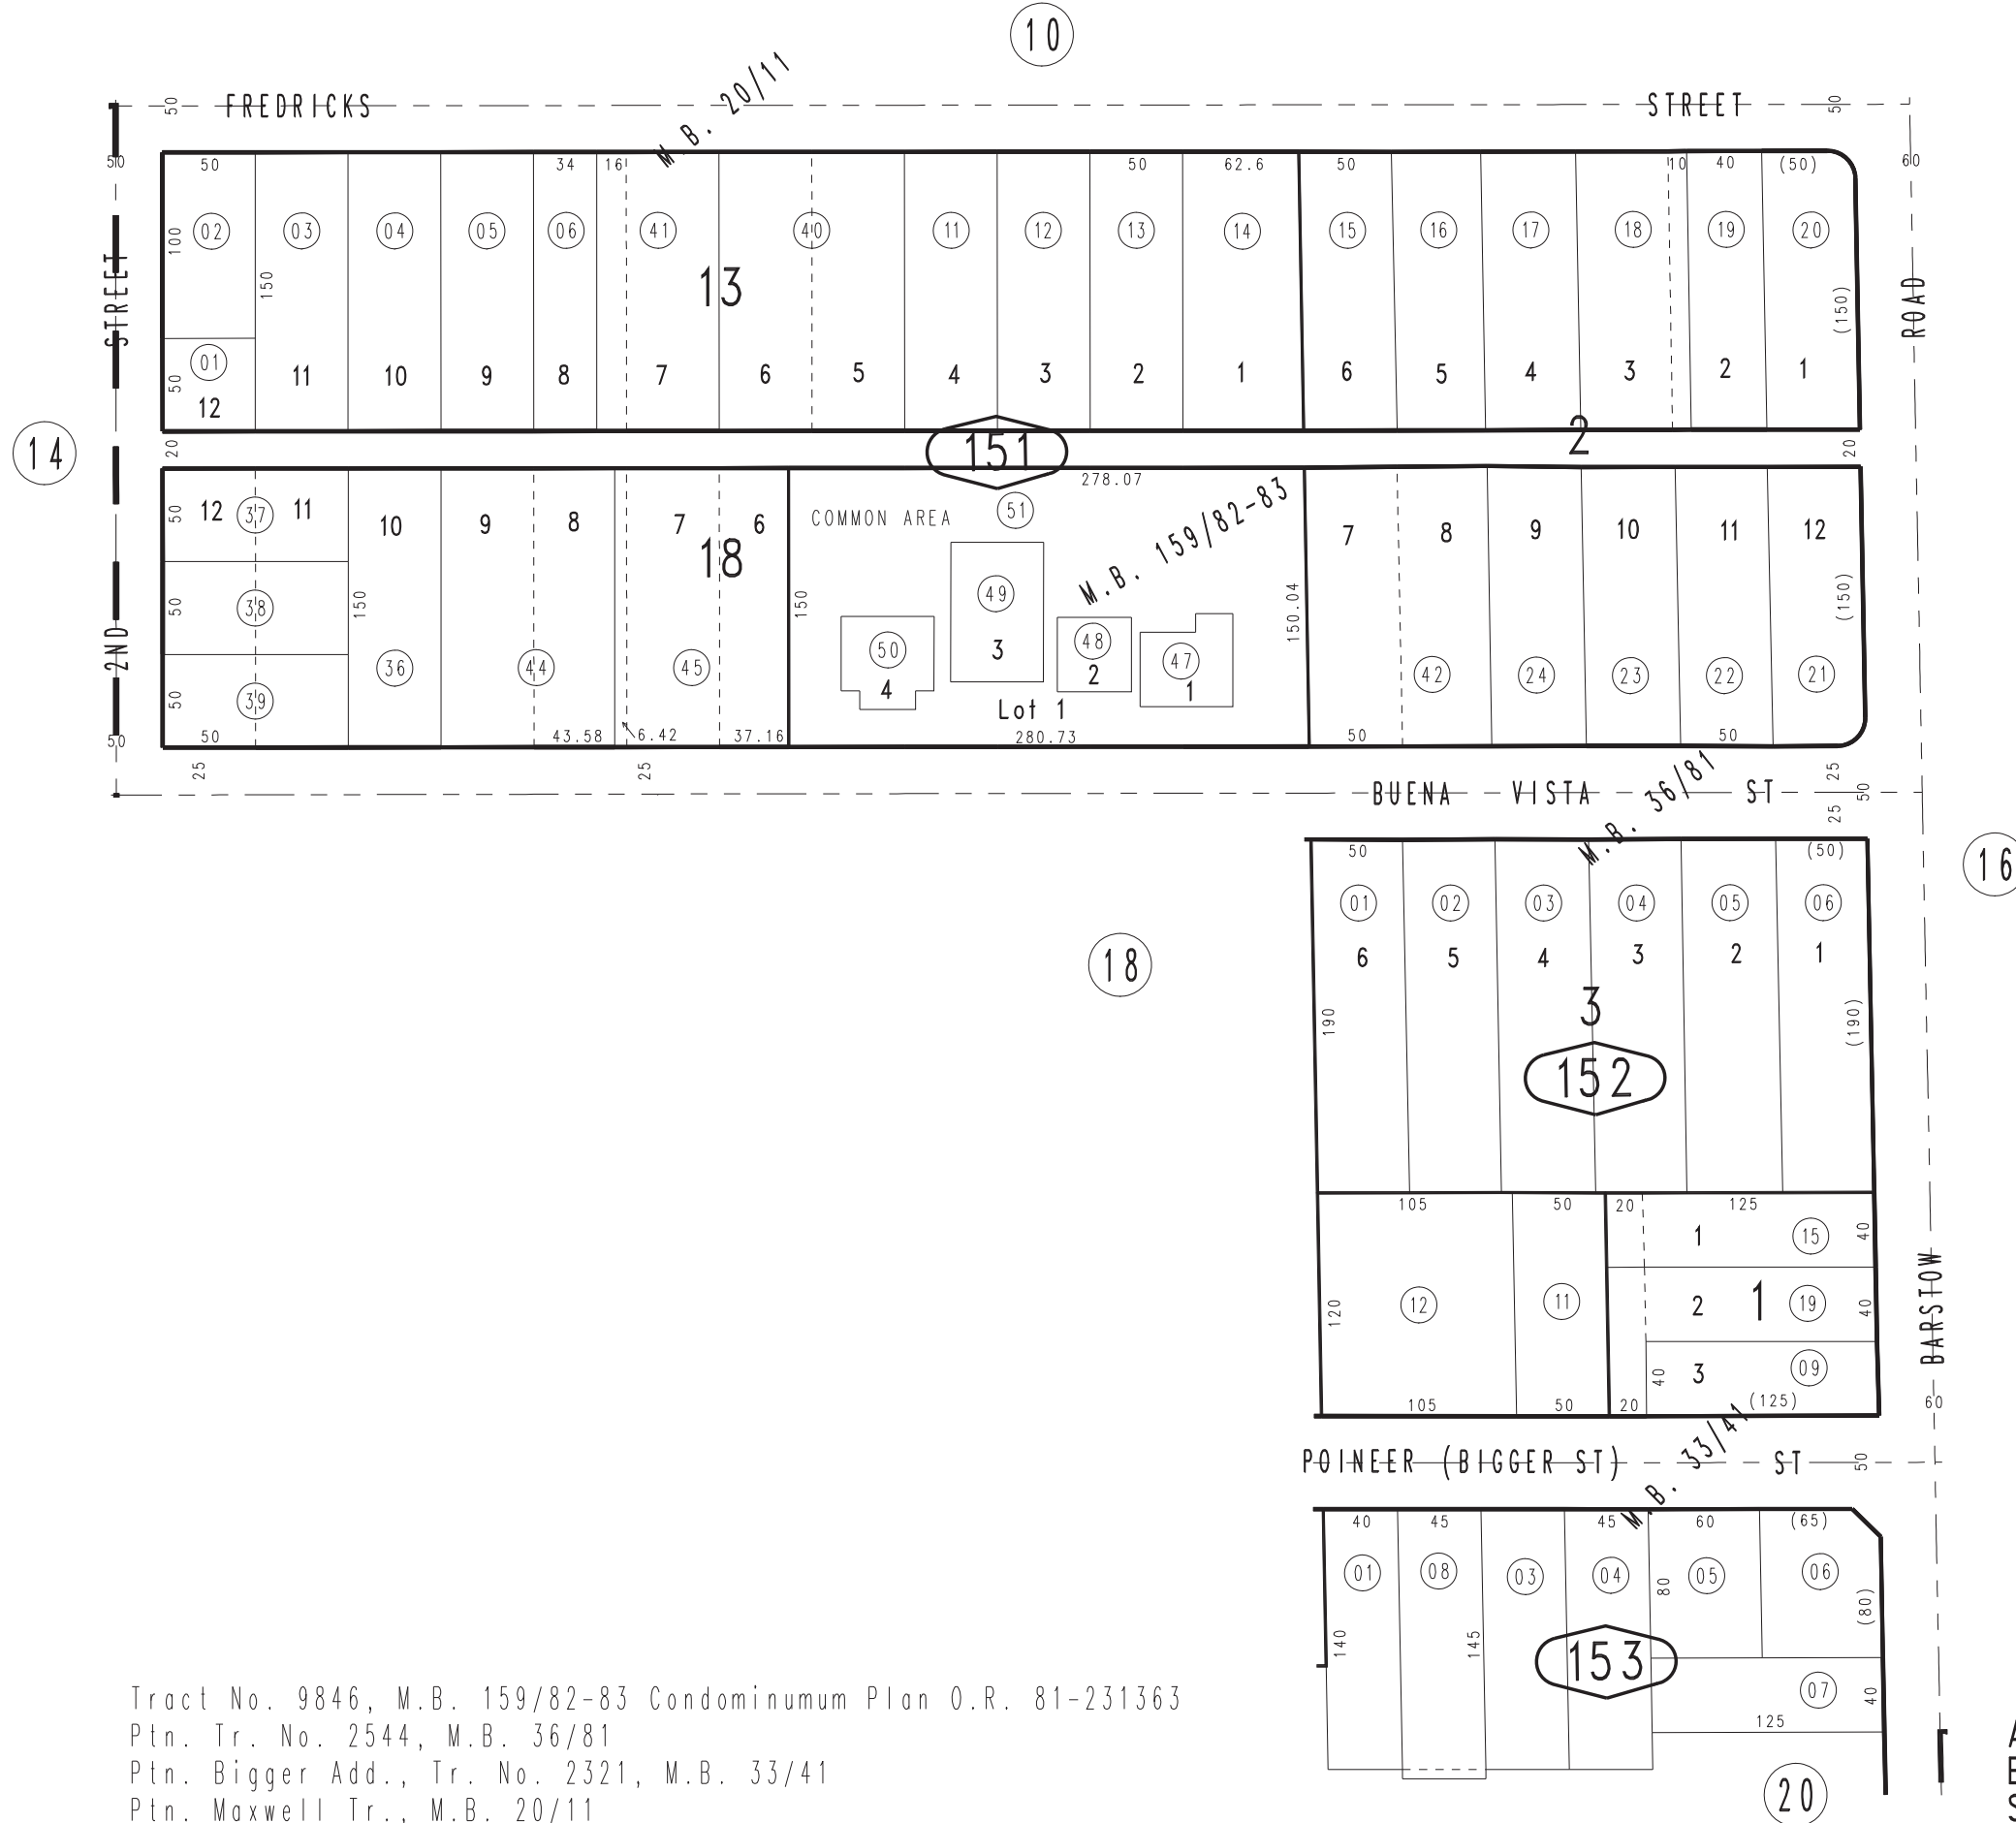 10
50 FREDRICKS STREET 50
M.B. 20/11
50 50 34 16 50 62.6 50 10 40 (50) 60
02 03 04 05 06 41 40 11 12 13 14 15 16 17 18 19 20
100 150 13 (150)
STREET ROAD
01
50 12 11 10 9 8 7 6 5 4 3 2 1 6 5 4 3 2 1
14 20 151 2 20
278.07
50 12 37 11 10 9 8 7 6 COMMON AREA 51 7 8 9 10 11 12
18 M.B. 159/82-83
50 38 150 150 49 3 150.04 (150)
2ND
50 39 36 44 45 50 4 48 2 47 1 42 24 23 22 21
Lot 1
50 50 43.58 6.42 37.16 280.73 50 50
25 25 25
BUENA VISTA ST 50
M.B. 36/81
25
16
50 (50)
01 02 03 04 05 06
6 5 4 3 2 1
18
190 3 (190)
152
105 50 20 125
1 15 40
120 12 11 2 1 19 40
BARSTOW
40 3 09
105 50 20 (125) 60
M.B. 33/41
POINEER (BIGGER ST) ST 50
40 45 45 60 (65)
01 08 03 04 80 05 06
(80)
140 145 153
07 40
125
20
Tract No. 9846, M.B. 159/82-83 Condominumum Plan O.R. 81-231363
Ptn. Tr. No. 2544, M.B. 36/81
Ptn. Bigger Add., Tr. No. 2321, M.B. 33/41
Ptn. Maxwell Tr., M.B. 20/11